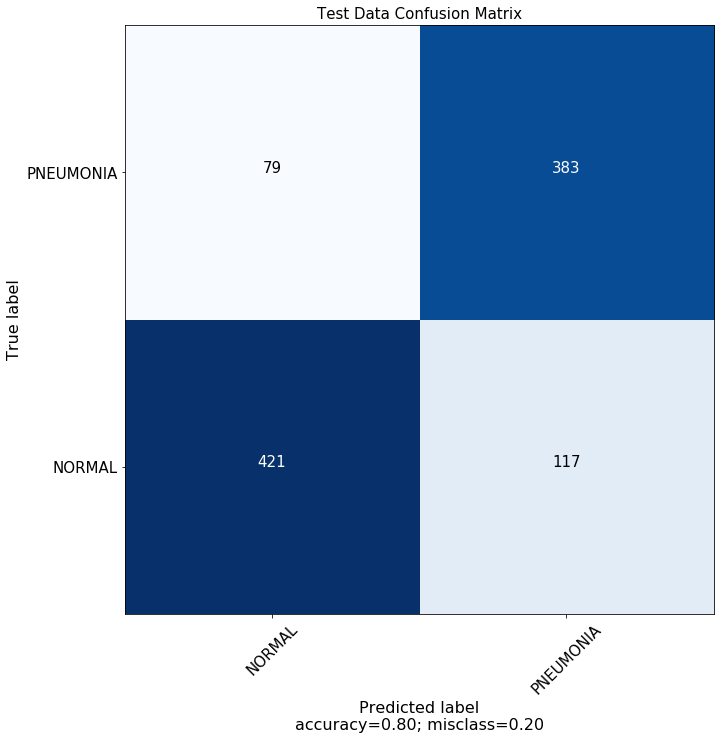 Test Data Confusion Matrix
PNEUMONIA
79
383
True label
NORMAL
421
117
NORMAL
PNEUMONIA
Predicted label
accuracy=0.80; misclass=0.20